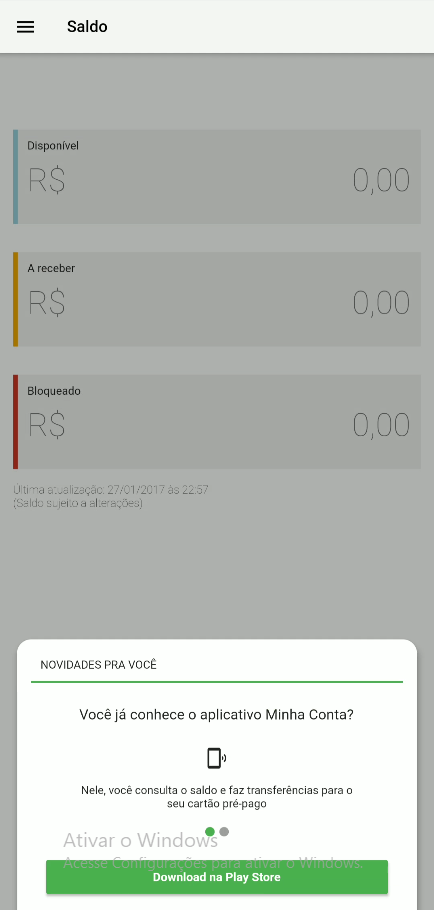 Saldo
Disponível
R$ 0,00
A receber
R$ 0,00
Bloqueado
R$ 0,00
Última atualização: 27/01/2017 às 22:57
(Saldo sujeito a alterações)
NOVIDADES PRA VOCÊ
Você já conhece o aplicativo Minha Conta?
Nele, você consulta o saldo e faz transferências para o
seu cartão pré-pago
Ativar o Windows
Acesse Configurações para ativar o Windows.
Download na Play Store